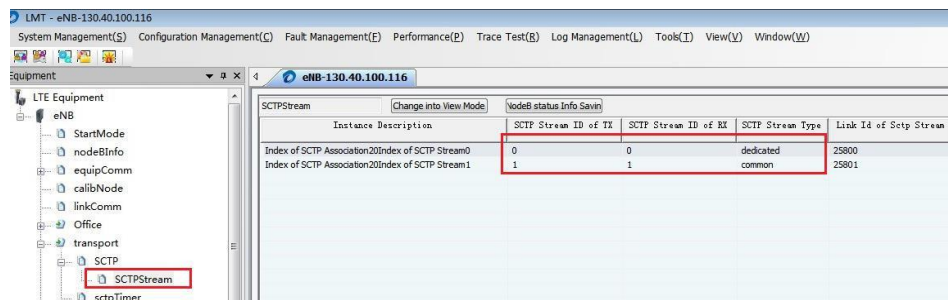 LMT - eNB-130.40.100.116
System Management(S) Configuration Management(C) Fault Management(F) Performance(P) Trace Test(R) Log Management(L) Tools(T) View(V) Window(W)
Equipment
eNB-130.40.100.116
LTE Equipment
eNB
StartMode
nodeBInfo
equipComm
calibNode
linkComm
Office
transport
SCTP
SCTPStream
sctpTimer
SCTPStream Change into View Mode NodeB status Info Savin
Instance Description SCTP Stream ID of TX SCTP Stream ID of RX SCTP Stream Type Link Id of Sctp Stream
Index of SCTP Association20Index of SCTP Stream0 0 0 dedicated 25800
Index of SCTP Association20Index of SCTP Stream1 1 1 common 25801